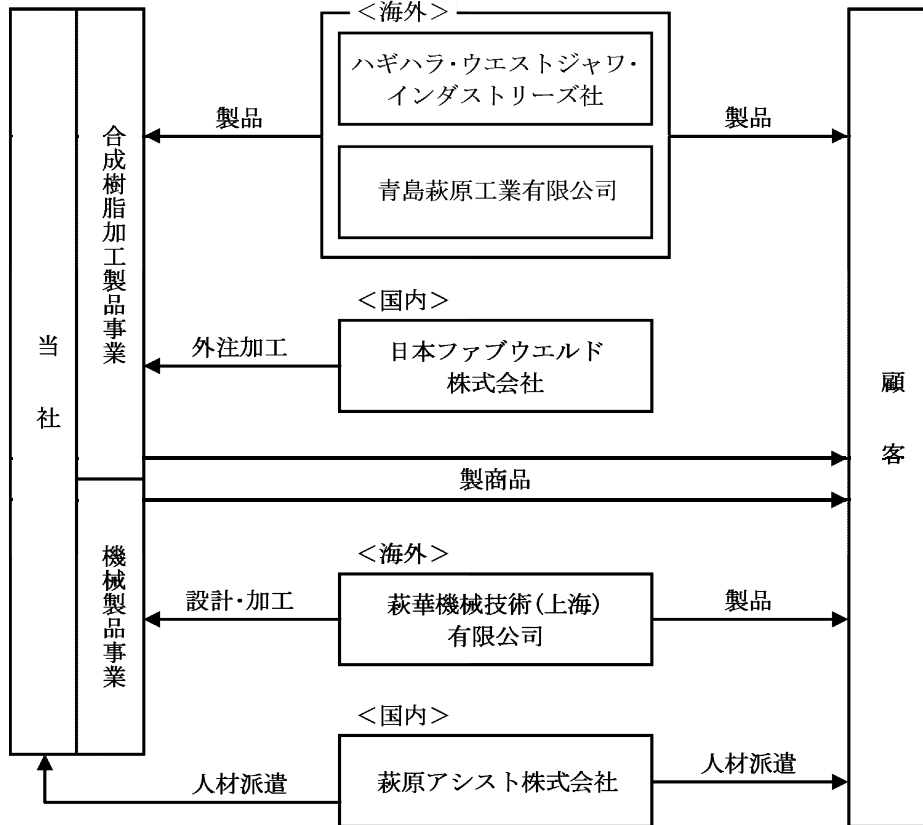 ＜海外＞
ハギハラ・ウエストジャワ・
インダストリーズ社
製品
製品
青島萩原工業有限公司
合成樹脂加工製品事業
当社
＜国内＞
外注加工
日本ファブウエルド
株式会社
顧客
製商品
機械製品事業
＜海外＞
設計・加工
萩華機械技術(上海)
有限公司
製品
＜国内＞
人材派遣
萩原アシスト株式会社
人材派遣